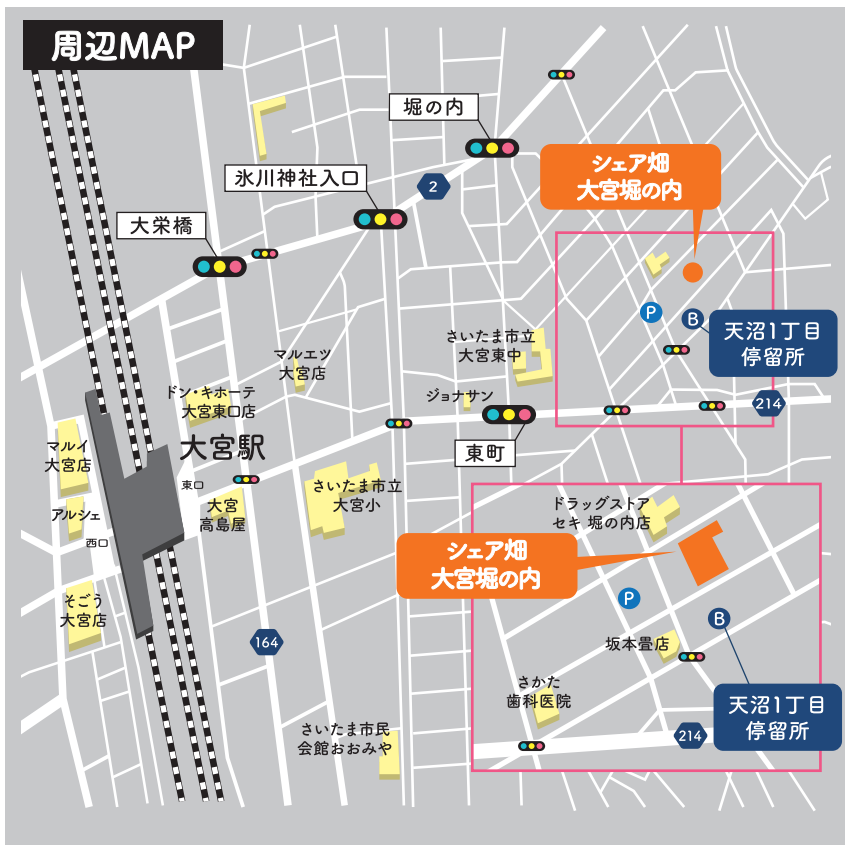 周辺MAP
堀の内
氷川神社入口
2
シェア畑
大宮堀の内
大栄橋
P
B
天沼1丁目
停留所
さいたま市立
大宮東中
マルエツ
大宮店
ドン・キホーテ
大宮東口店
ジョナサン
214
東町
マルイ
大宮店
大宮駅
東口
アルシェ
西口
大宮
高島屋
さいたま市立
大宮小
ドラッグストア
セキ 堀の内店
シェア畑
大宮堀の内
P
B
そごう
大宮店
164
坂本畳店
さかた
歯科医院
天沼1丁目
停留所
214
さいたま市民
会館おおみや